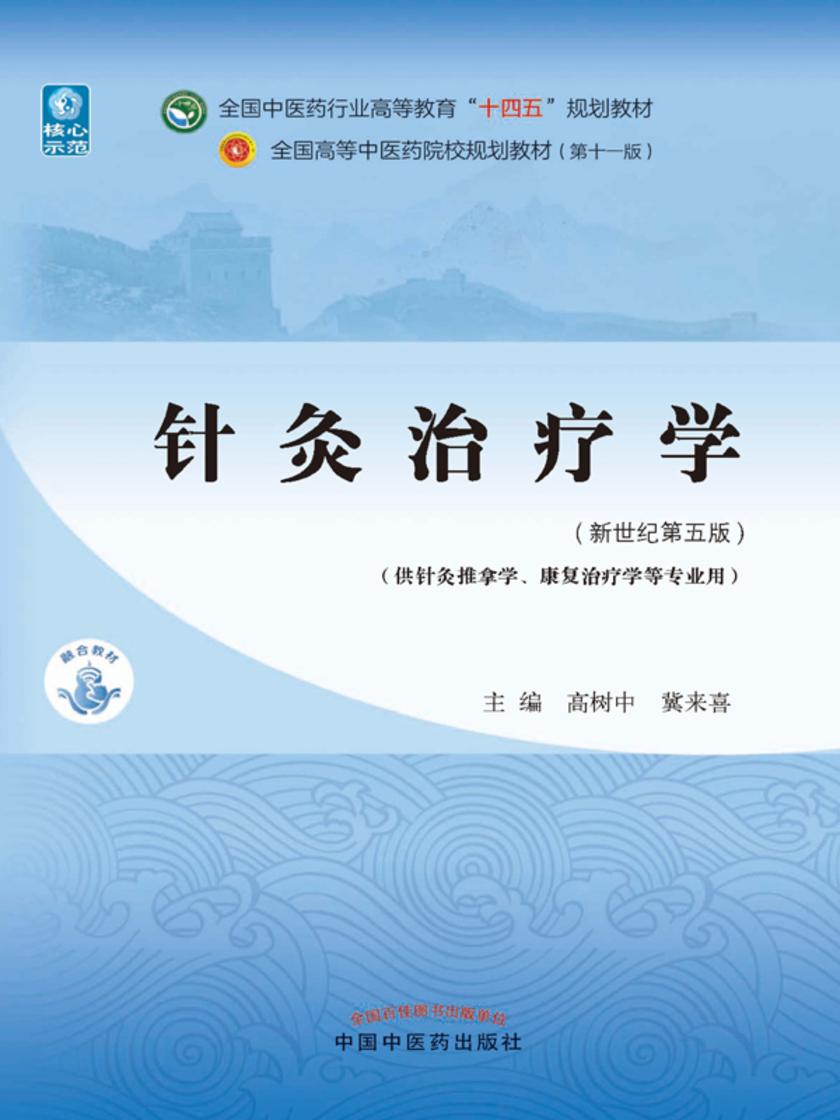 核心
示范
全国中医药行业高等教育“十四五”规划教材
全国高等中医药院校规划教材（第十一版）
针灸治疗学
（新世纪第五版）
（供针灸推拿学、康复治疗学等专业用）
融合教材
主编 高树中 冀来喜
全国百佳图书出版单位
中国中医药出版社